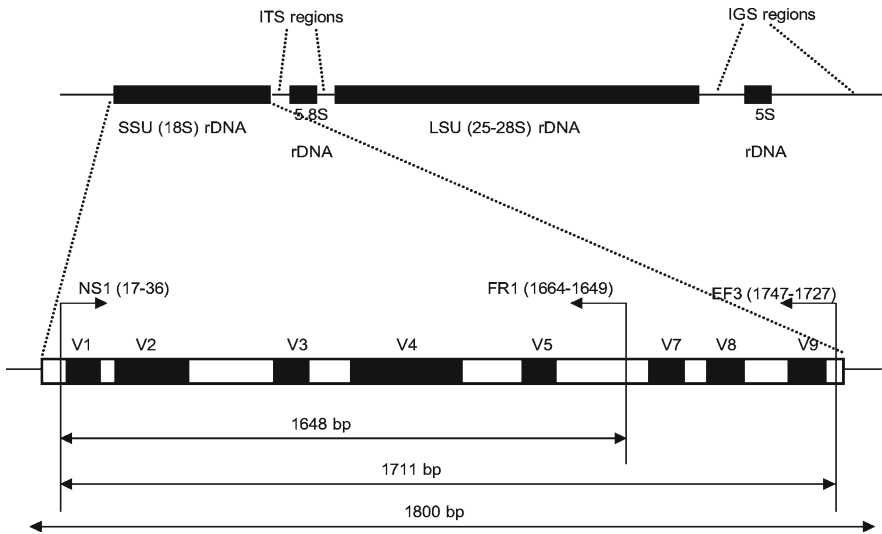 ITS regions
IGS regions
SSU (18S) rDNA
5.8S
rDNA
LSU (25-28S) rDNA
5S
rDNA
NS1 (17-36)
FR1 (1664-1649)
EF3 (1747-1727)
V1
V2
V3
V4
V5
V7
V8
V9
1648 bp
1711 bp
1800 bp